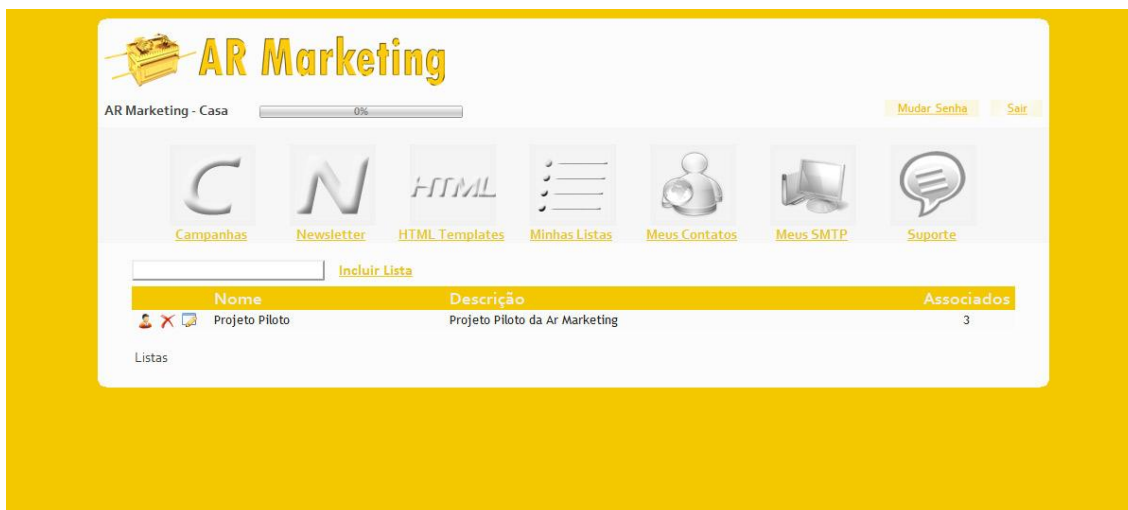 AR Marketing
AR Marketing - Casa 0% Mudar Senha Sair
C N HTML
Campanhas Newsletter HTML Templates Minhas Listas Meus Contatos Meus SMTP Suporte
Incluir Lista
Nome Descrição Associados
Projeto Piloto Projeto Piloto da Ar Marketing 3
Listas